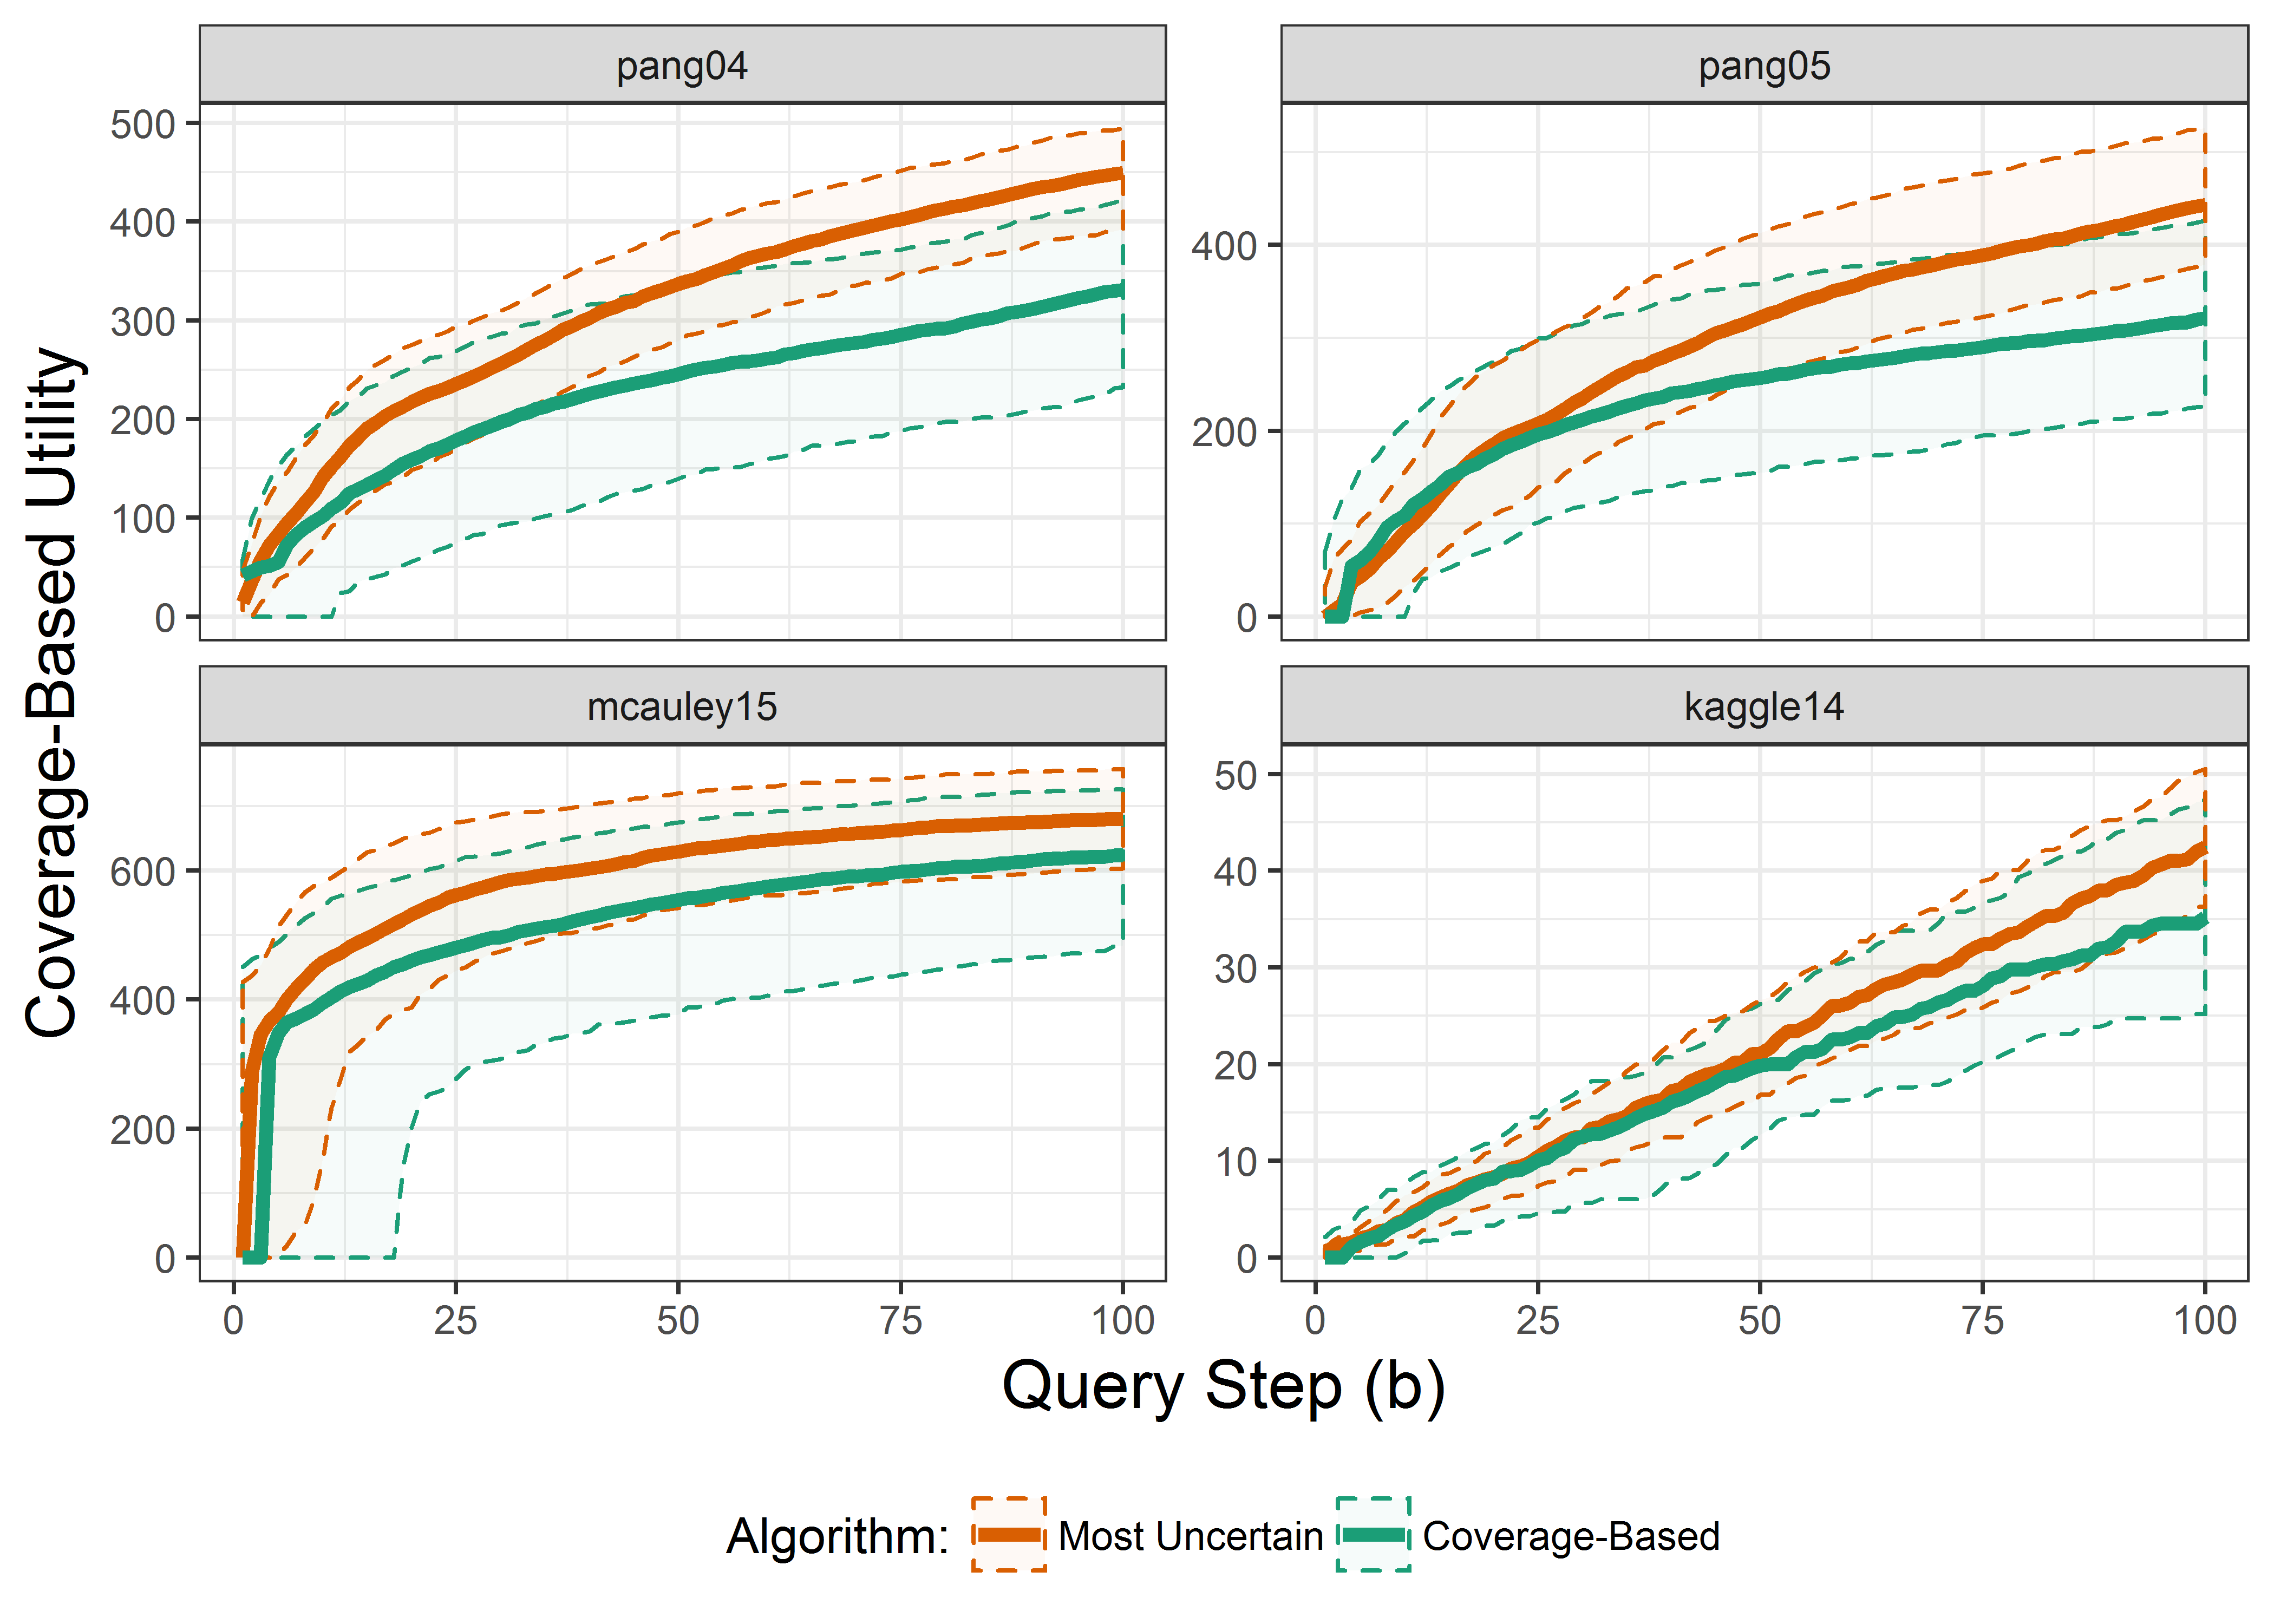 pang04
pang05
500
400
300
200
100
0
400
200
0
mcauley15
kaggle14
600
400
200
0
50
40
30
20
10
0
0 25 50 75 100
0 25 50 75 100
Coverage-Based Utility
Query Step (b)
Algorithm: Most Uncertain Coverage-Based